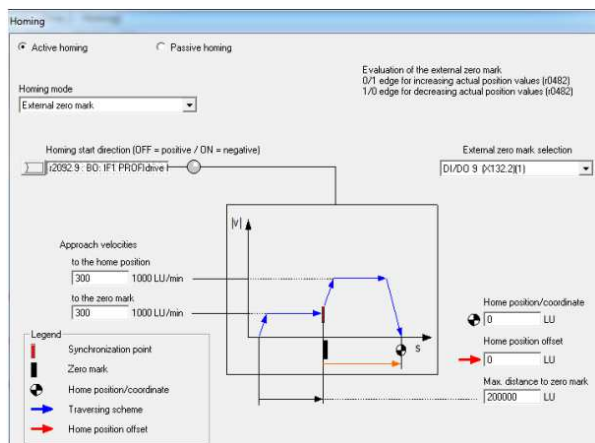 Homing
Active homing
Passive homing
Evaluation of the external zero mark
0/1 edge for increasing actual position values (r0482)
1/0 edge for decreasing actual position values (r0482)
Homing mode
External zero mark
Homing start direction (OFF = positive / ON = negative)
External zero mark selection
r2092.9 : BO: IF1 PROFIdrive
DI/DO 9 (X132.2)(1)
|v|
Approach velocities
to the home position
300 1000 LU/min
to the zero mark
300 1000 LU/min
s
Home position/coordinate
0 LU
Home position offset
0 LU
Max. distance to zero mark
200000 LU
Legend
Synchronization point
Zero mark
Home position/coordinate
Traversing scheme
Home position offset